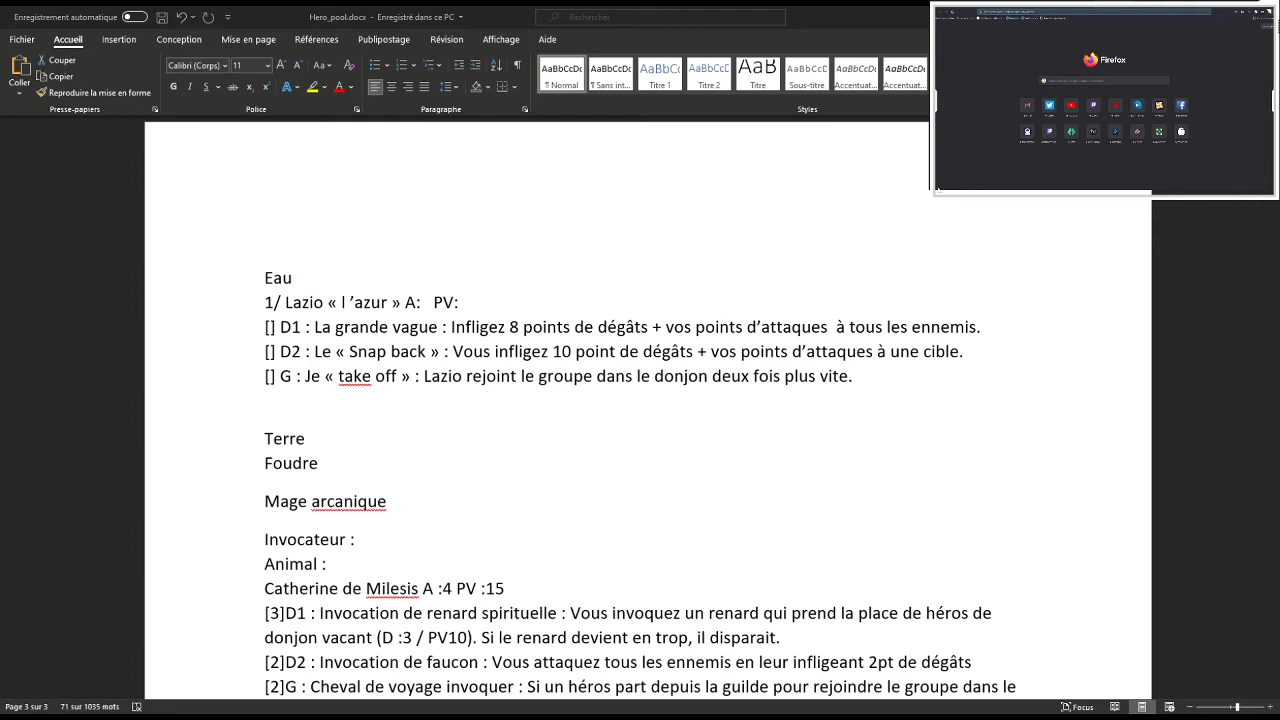 Enregistrement automatique
Hero_pool.docx - Enregistré dans ce PC
Rechercher
Fichier Accueil Insertion Conception Mise en page Références Publipostage Révision Affichage Aide
Coller
Couper
Copier
Reproduire la mise en forme
Presse-papiers
Calibri (Corps) 11
G I S
Police
Paragraphe
AaBbCcDc AaBbCcDc AaBbCc AaBbCcD AaB AaBbCcD AaBbCcDc AaBbCcDc
¶ Normal ¶ Sans int... Titre 1 Titre 2 Titre Sous-titre Accentuat... Accentuat...
Styles
Firefox
Eau
1/ Lazio « l ’azur » A: PV:
[] D1 : La grande vague : Infligez 8 points de dégâts + vos points d’attaques à tous les ennemis.
[] D2 : Le « Snap back » : Vous infligez 10 point de dégâts + vos points d’attaques à une cible.
[] G : Je « take off » : Lazio rejoint le groupe dans le donjon deux fois plus vite.
Terre
Foudre
Mage arcanique
Invocateur :
Animal :
Catherine de Milesis A :4 PV :15
[3]D1 : Invocation de renard spirituelle : Vous invoquez un renard qui prend la place de héros de
donjon vacant (D :3 / PV10). Si le renard devient en trop, il disparait.
[2]D2 : Invocation de faucon : Vous attaquez tous les ennemis en leur infligeant 2pt de dégâts
[2]G : Cheval de voyage invoquer : Si un héros part depuis la guilde pour rejoindre le groupe dans le
Page 3 sur 3 71 sur 1035 mots
Focus